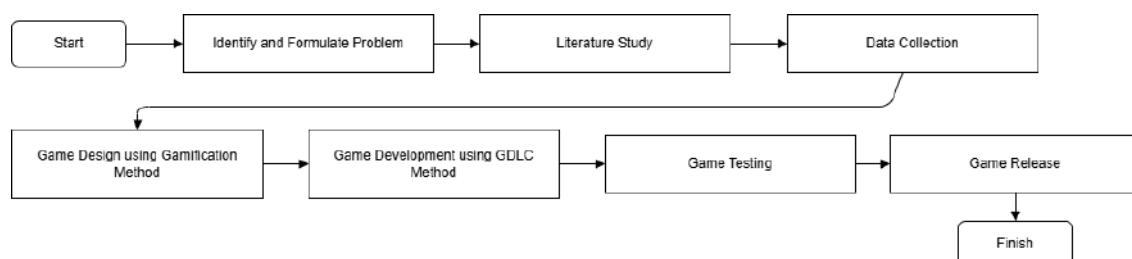 Start
Identify and Formulate Problem
Literature Study
Data Collection
Game Design using Gamification
Method
Game Development using GDLC
Method
Game Testing
Game Release
Finish